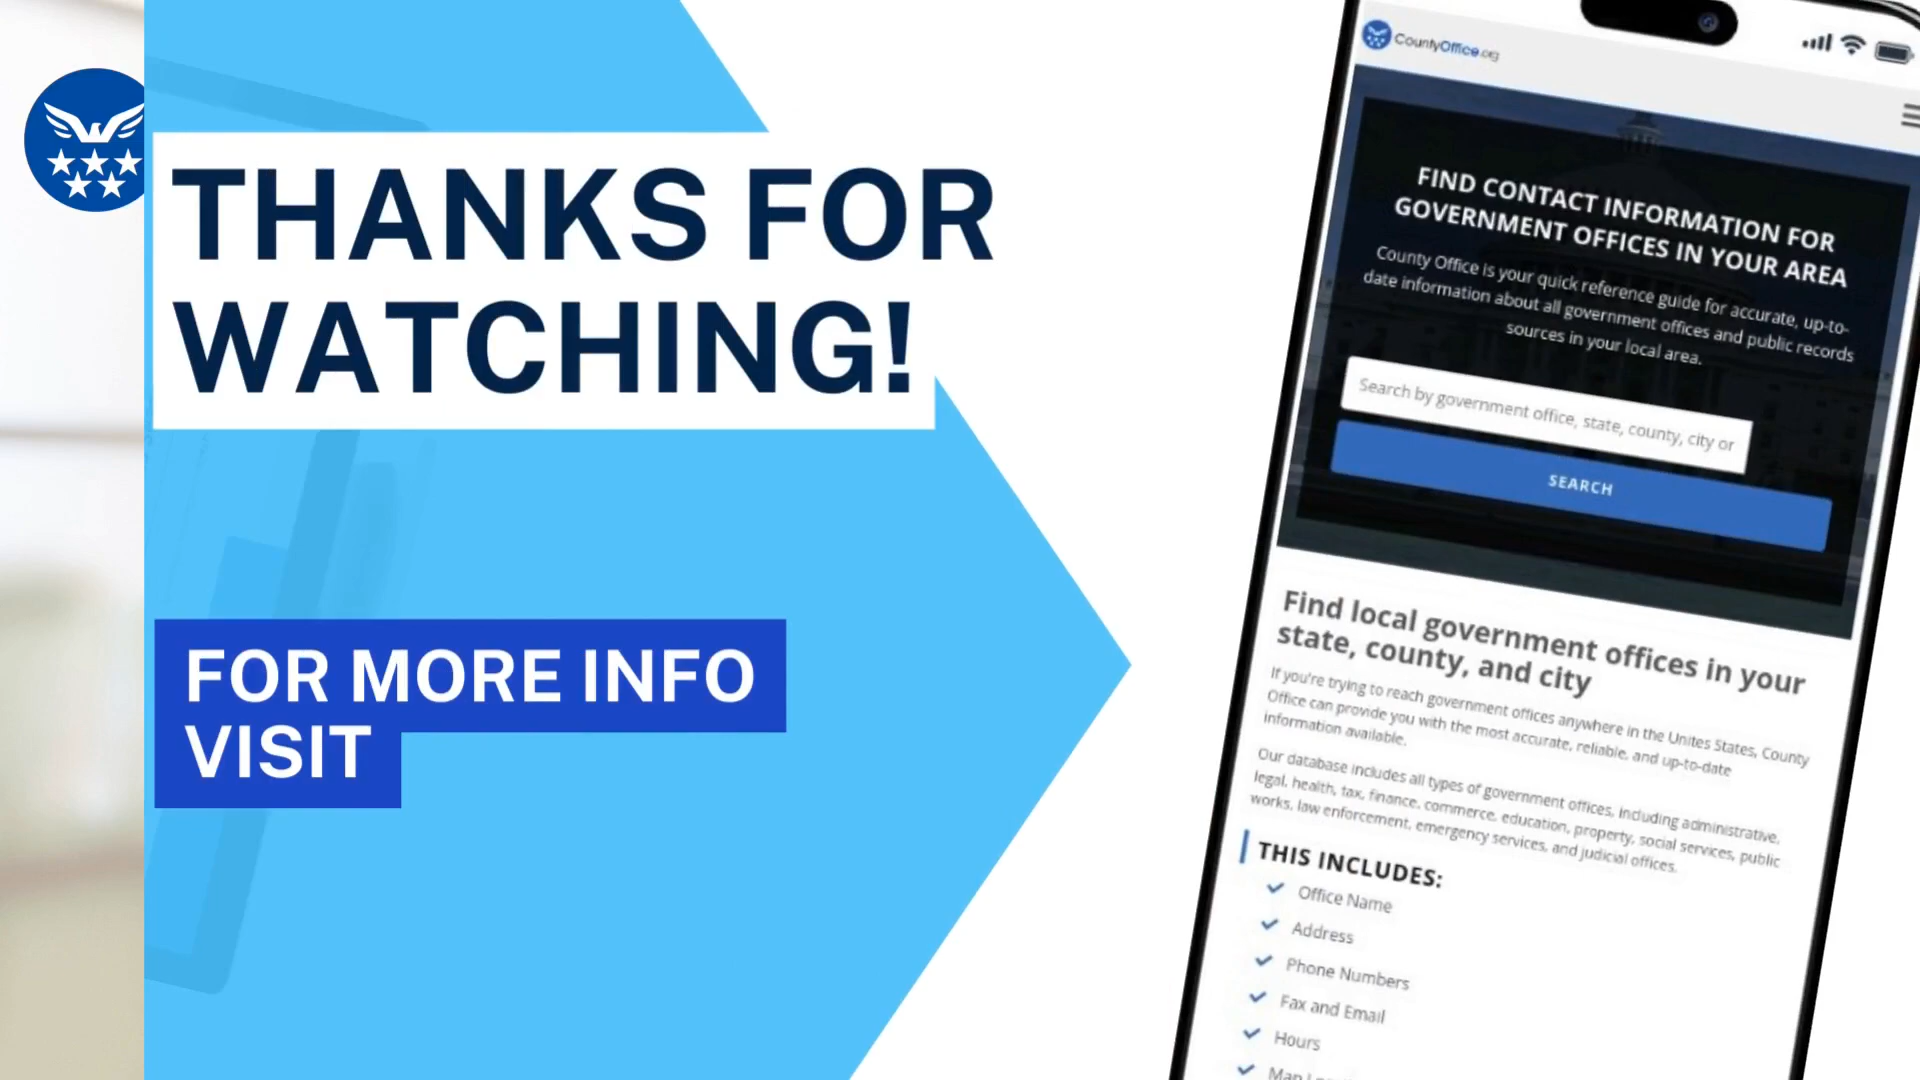 THANKS FOR
WATCHING!
FOR MORE INFO
VISIT
CountyOffice.org
FIND CONTACT INFORMATION FOR
GOVERNMENT OFFICES IN YOUR AREA
County Office is your quick reference guide for accurate, up-to-
date information about all government offices and public records
sources in your local area.
Search by government office, state, county, city or
SEARCH
Find local government offices in your
state, county, and city
If you're trying to reach government offices anywhere in the Unites States, County
Office can provide you with the most accurate, reliable, and up-to-date
information available.
Our database includes all types of government offices, including administrative,
legal, health, tax, finance, commerce, education, property, social services, public
works, law enforcement, emergency services, and judicial offices.
THIS INCLUDES:
Office Name
Address
Phone Numbers
Fax and Email
Hours
Map